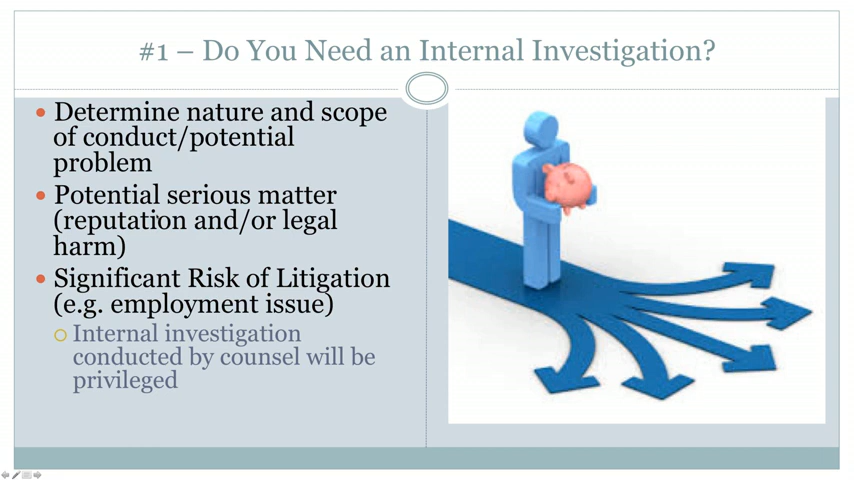 #1 – Do You Need an Internal Investigation?
Determine nature and scope
of conduct/potential
problem
Potential serious matter
(reputation and/or legal
harm)
Significant Risk of Litigation
(e.g. employment issue)
Internal investigation
conducted by counsel will be
privileged